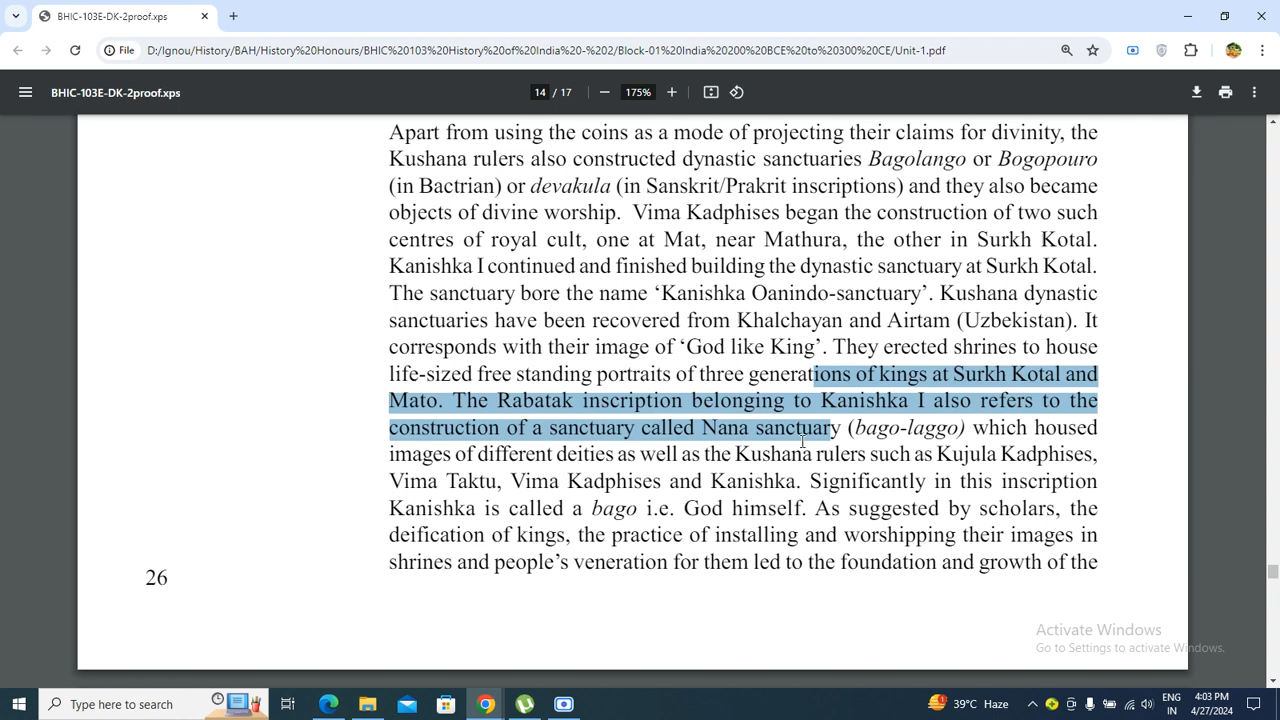 BHIC-103E-DK-2proof.xps
File
D:/Ignou/History/BAH/History%20Honours/BHIC%20103%20History%20of%20India%20-%202/Block-01%20India%20200%20BCE%20to%20300%20CE/Unit-1.pdf
BHIC-103E-DK-2proof.xps
14 / 17
175%
Apart from using the coins as a mode of projecting their claims for divinity, the
Kushana rulers also constructed dynastic sanctuaries Bagolango or Bogopouro
(in Bactrian) or devakula (in Sanskrit/Prakrit inscriptions) and they also became
objects of divine worship. Vima Kadphises began the construction of two such
centres of royal cult, one at Mat, near Mathura, the other in Surkh Kotal.
Kanishka I continued and finished building the dynastic sanctuary at Surkh Kotal.
The sanctuary bore the name ‘Kanishka Oanindo-sanctuary’. Kushana dynastic
sanctuaries have been recovered from Khalchayan and Airtam (Uzbekistan). It
corresponds with their image of ‘God like King’. They erected shrines to house
life-sized free standing portraits of three generations of kings at Surkh Kotal and
Mato. The Rabatak inscription belonging to Kanishka I also refers to the
construction of a sanctuary called Nana sanctuary (bago-laggo) which housed
images of different deities as well as the Kushana rulers such as Kujula Kadphises,
Vima Taktu, Vima Kadphises and Kanishka. Significantly in this inscription
Kanishka is called a bago i.e. God himself. As suggested by scholars, the
deification of kings, the practice of installing and worshipping their images in
shrines and people’s veneration for them led to the foundation and growth of the
26
Activate Windows
Go to Settings to activate Windows.
Type here to search
39°C Haze
ENG
IN
4:03 PM
4/27/2024